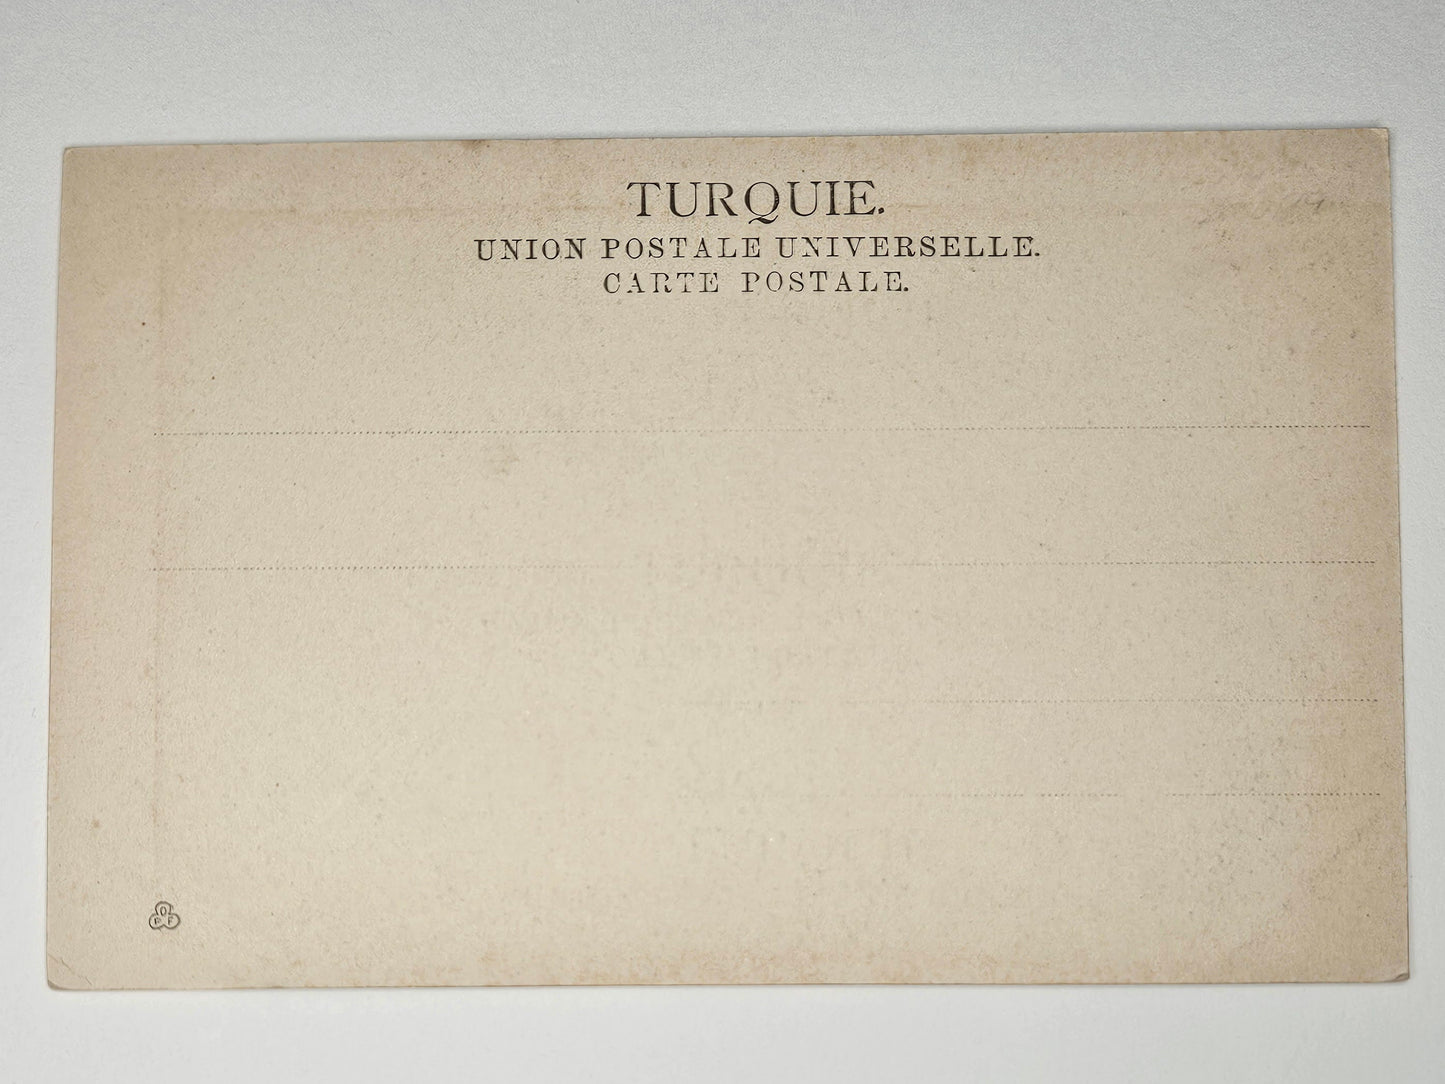 TURQUIE.
UNION POSTALE UNIVERSELLE.
CARTE POSTALE.
O
P F